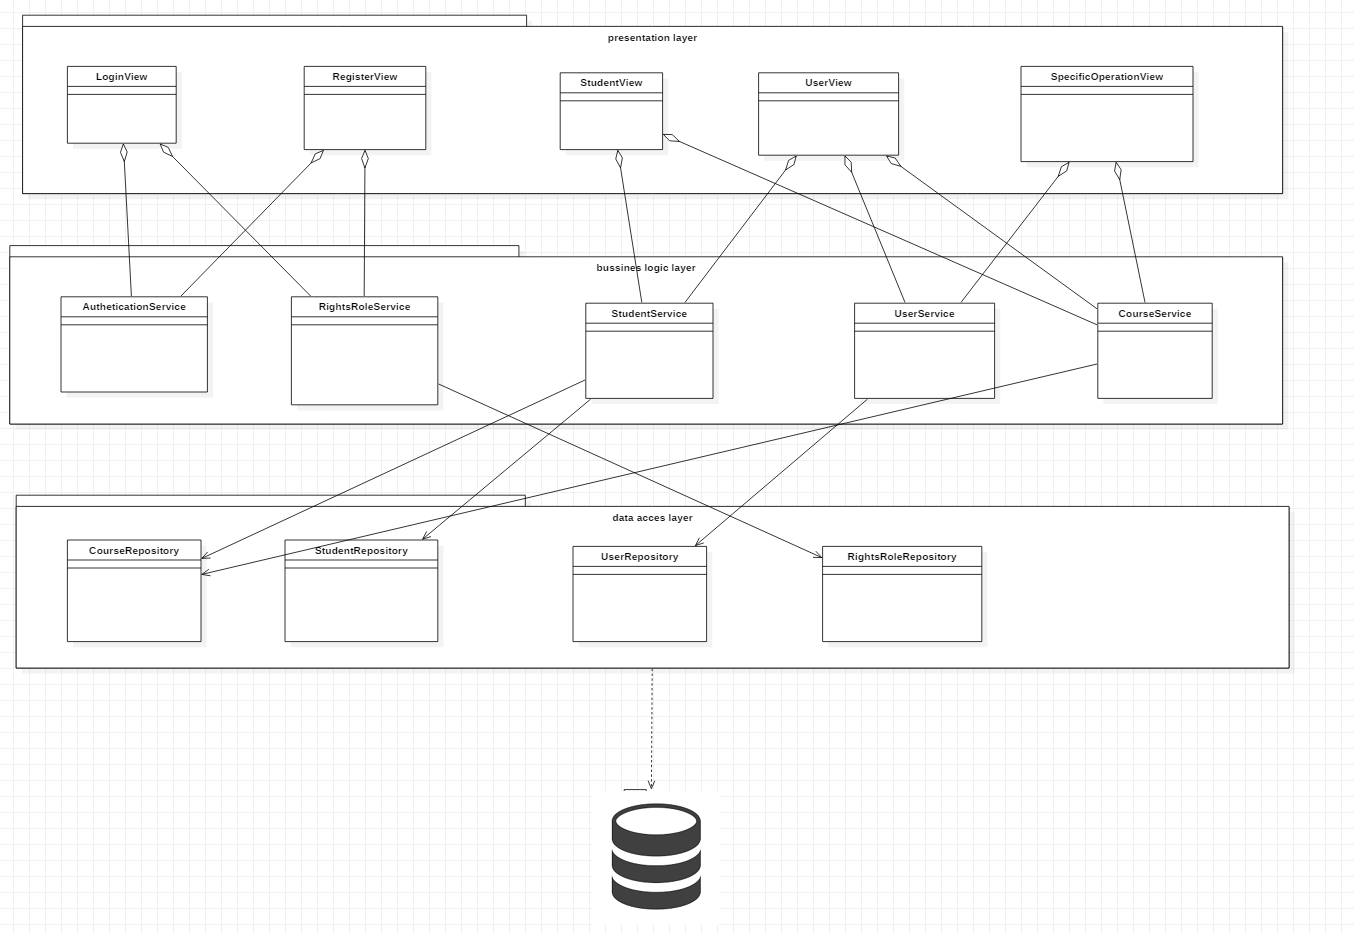 presentation layer
LoginView
RegisterView
StudentView
UserView
SpecificOperationView
bussines logic layer
AutheticationService
RightsRoleService
StudentService
UserService
CourseService
data acces layer
CourseRepository
StudentRepository
UserRepository
RightsRoleRepository